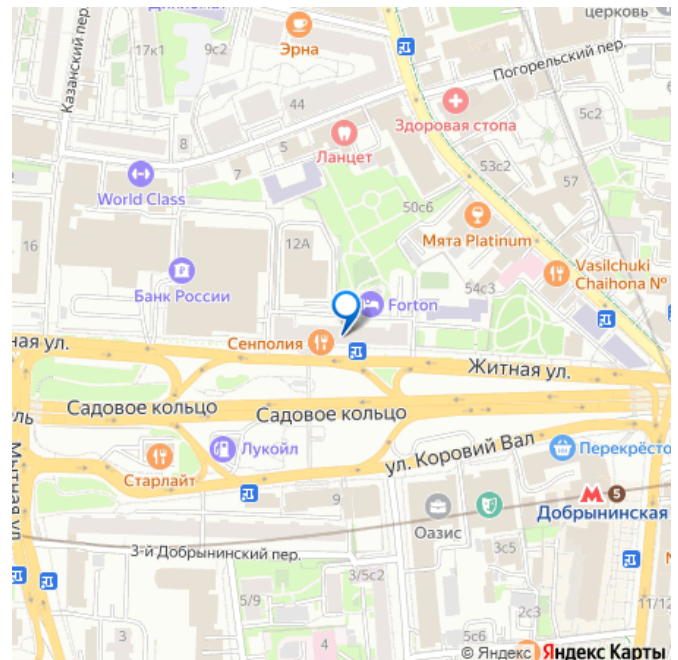 церковь
Эрна
17к1
9с2
Казанский пер.
Погорельский пер.
44
Здоровая стопа
5с2
8
5
Ланцет
7
53с2
57
World Class
50с6
Мята Platinum
16
12А
Vasilchuki
Chaihona №
Банк России
54с3
Forton
Сенполия
ная ул.
Житная ул.
Садовое кольцо
Садовое кольцо
ель
Лукойл
ул. Коровий Вал
Перекрёсто
Старлайт
Мытная ул
9
5
Добрынинская
Оазис
3-й Добрынинский пер.
3с5
3/5с2
5/9
2с3
11/12
3
4
5с6
© Яндекс Яндекс Карты